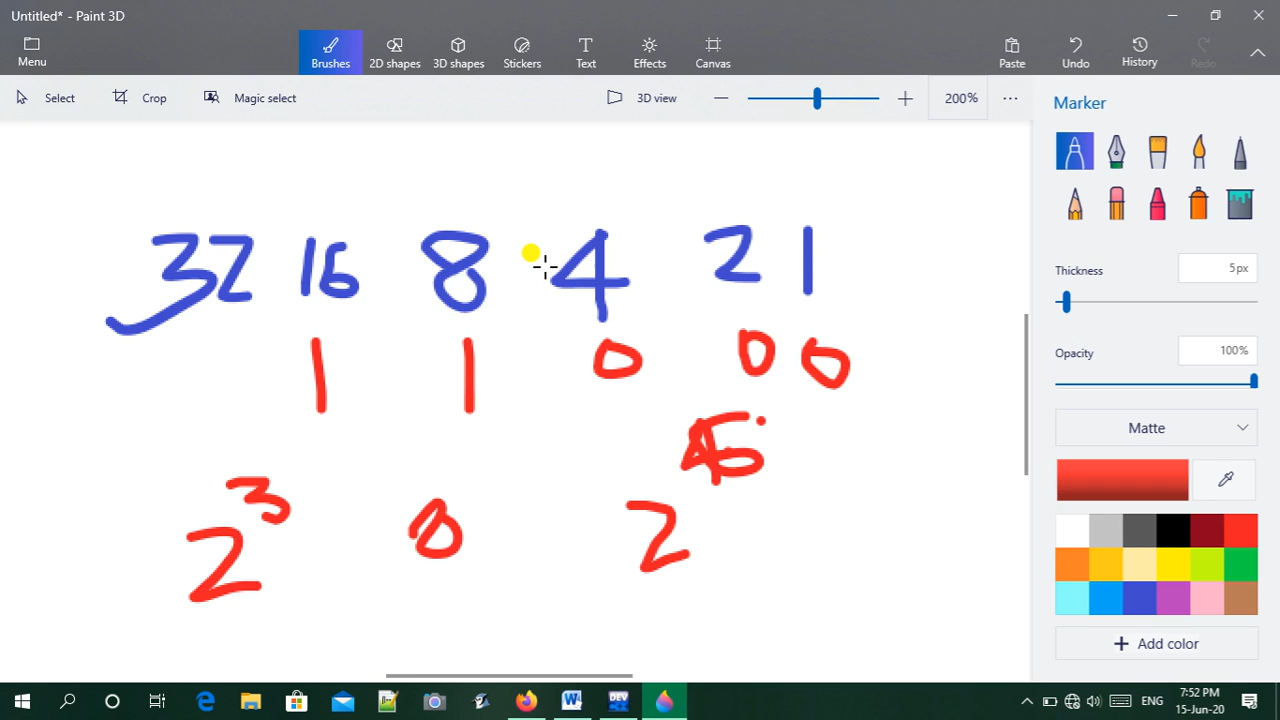 Untitled* - Paint 3D
Menu
Brushes
2D shapes
3D shapes
Stickers
Text
Effects
Canvas
Paste
Undo
History
Redo
Select
Crop
Magic select
3D view
200%
Marker
Thickness
5px
Opacity
100%
Matte
Add color
32 16 8 4 2 1
1 1 0 0 0
2³ 8 2
ENG
7:52 PM
15-Jun-20